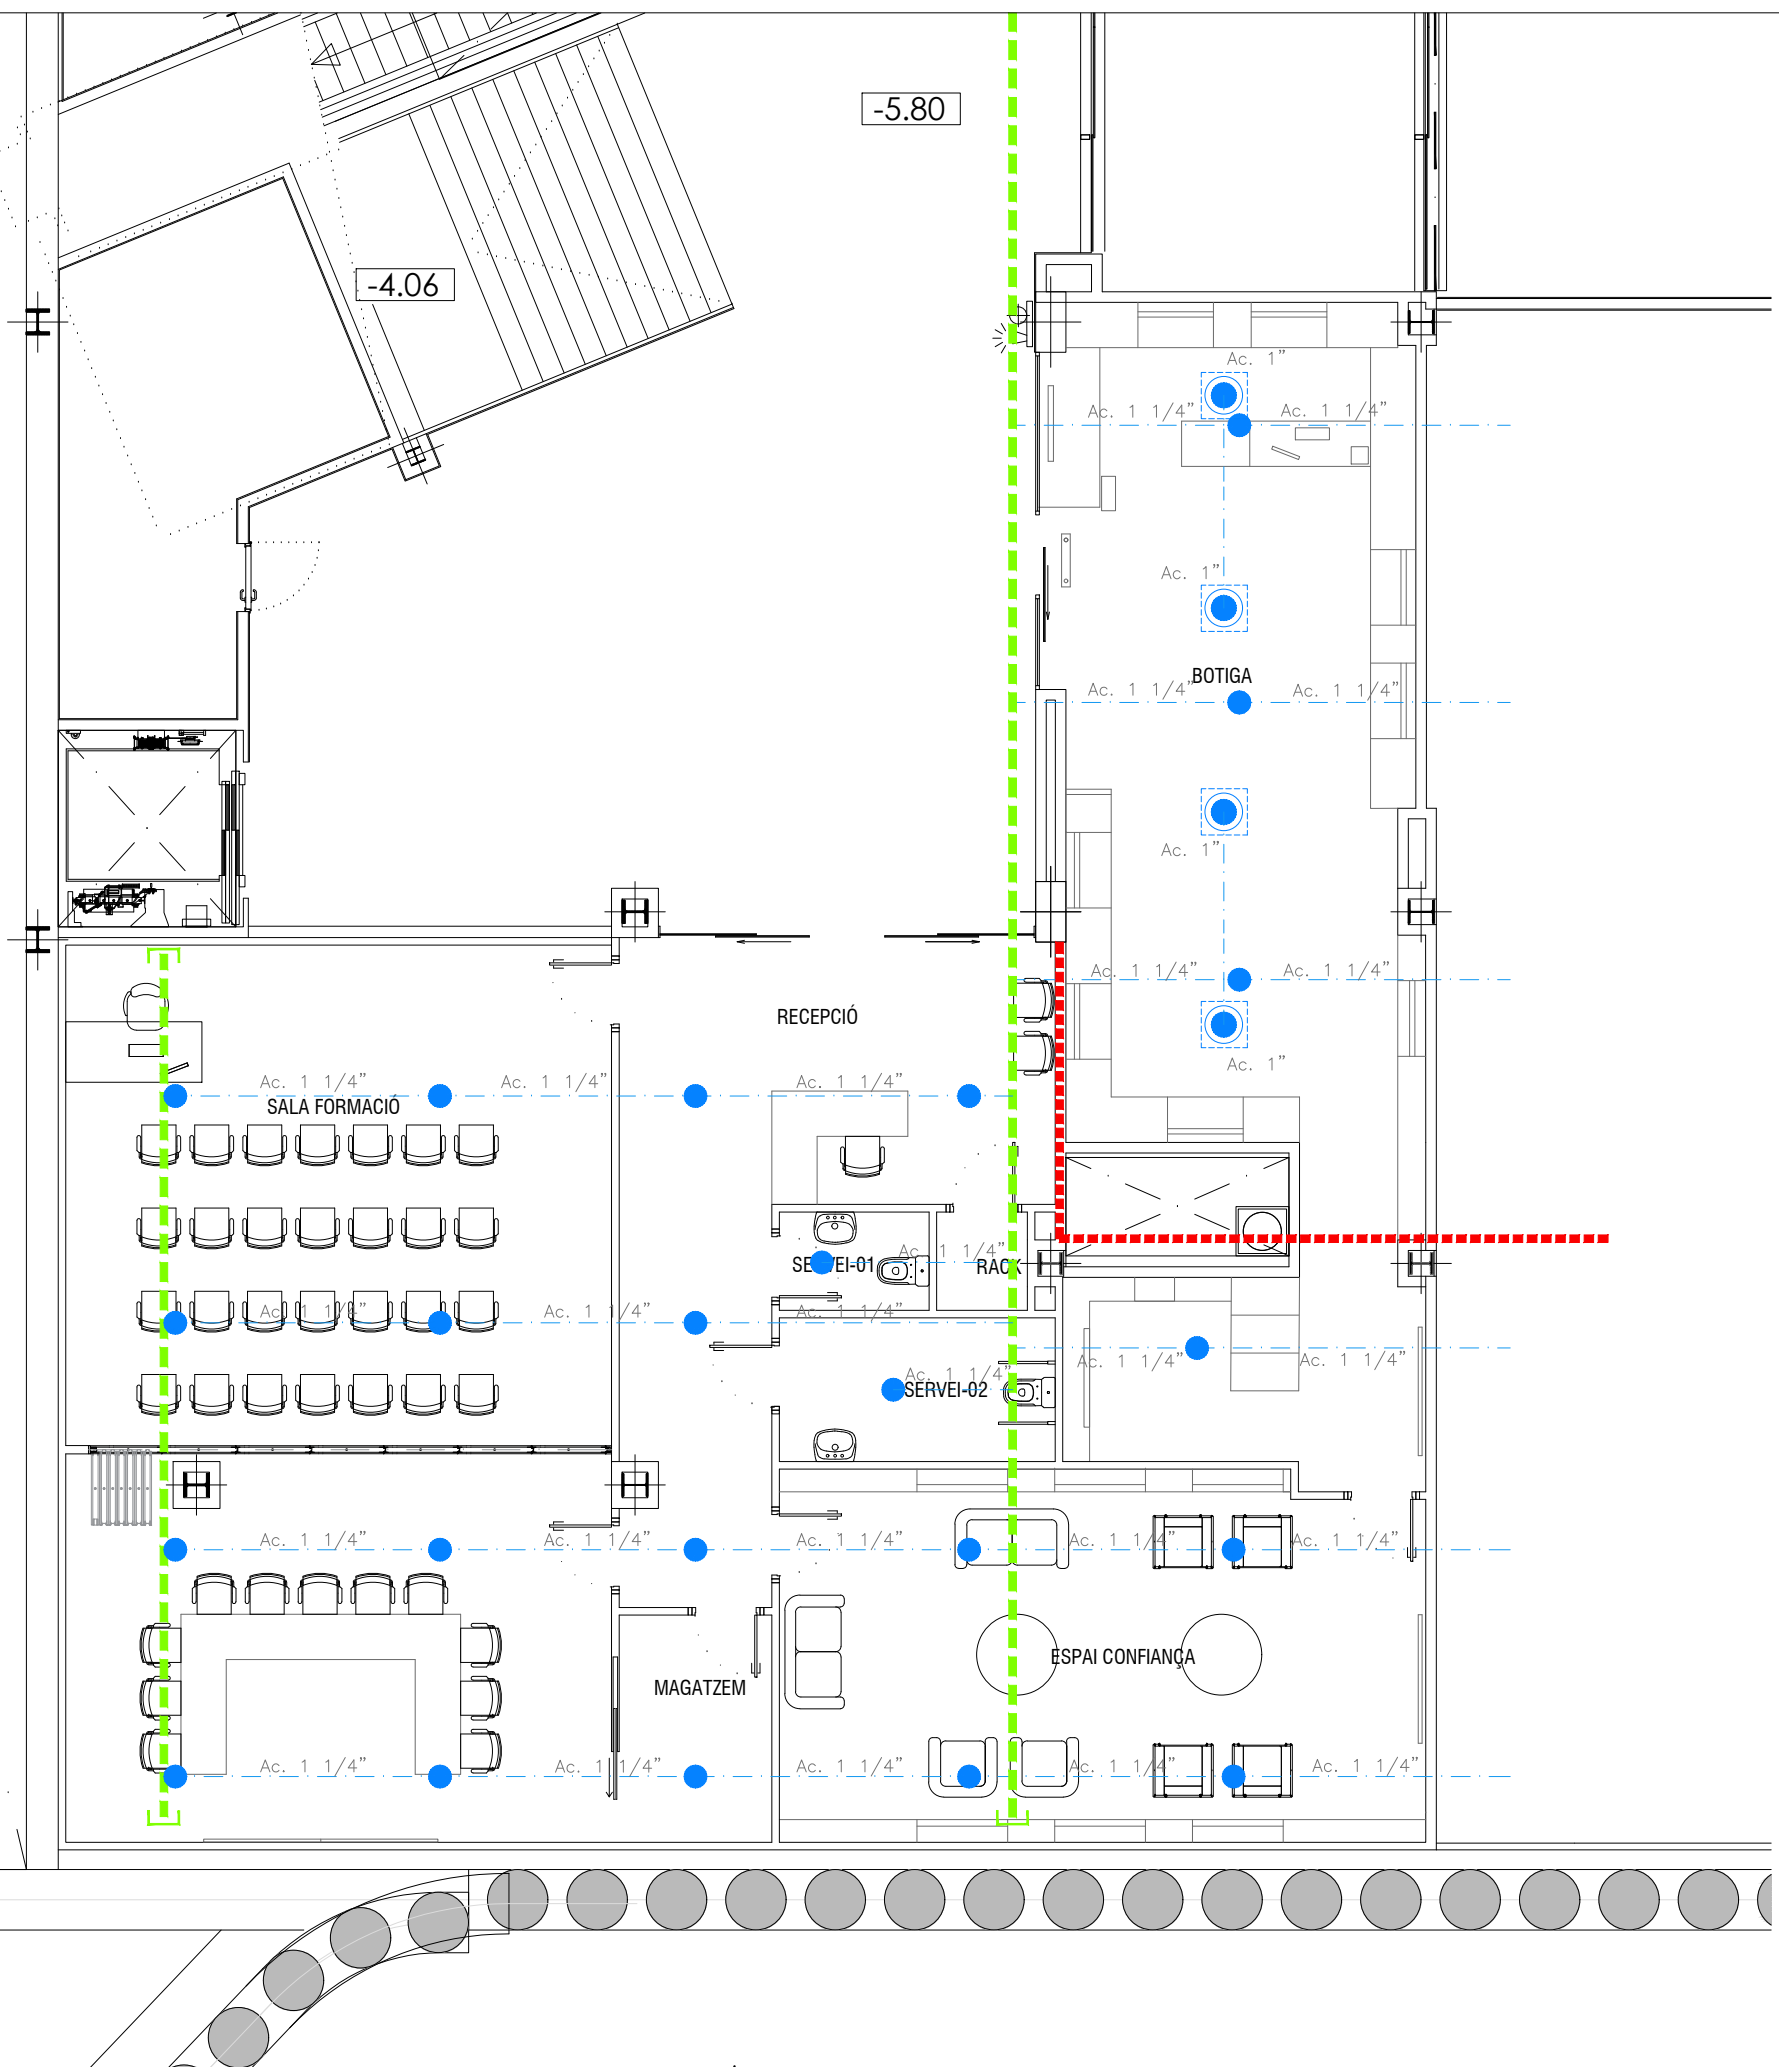 -5.80
-4.06
Ac. 1"
Ac. 1 1/4" Ac. 1 1/4"
Ac. 1"
BOTIGA
Ac. 1 1/4" Ac. 1 1/4"
Ac. 1"
Ac. 1 1/4" Ac. 1 1/4"
RECEPCIÓ
Ac. 1"
Ac. 1 1/4" Ac. 1 1/4" Ac. 1 1/4"
SALA FORMACIÓ
Ac. 1 1/4"
SERVEI-01 RACK
Ac. 1 1/4" Ac. 1 1/4" Ac. 1 1/4"
Ac. 1 1/4" Ac. 1 1/4"
Ac. 1 1/4"
SERVEI-02
Ac. 1 1/4" Ac. 1 1/4" Ac. 1 1/4" Ac. 1 1/4" Ac. 1 1/4"
ESPAI CONFIANÇA
MAGATZEM
Ac. 1 1/4" Ac. 1 1/4" Ac. 1 1/4" Ac. 1 1/4" Ac. 1 1/4"